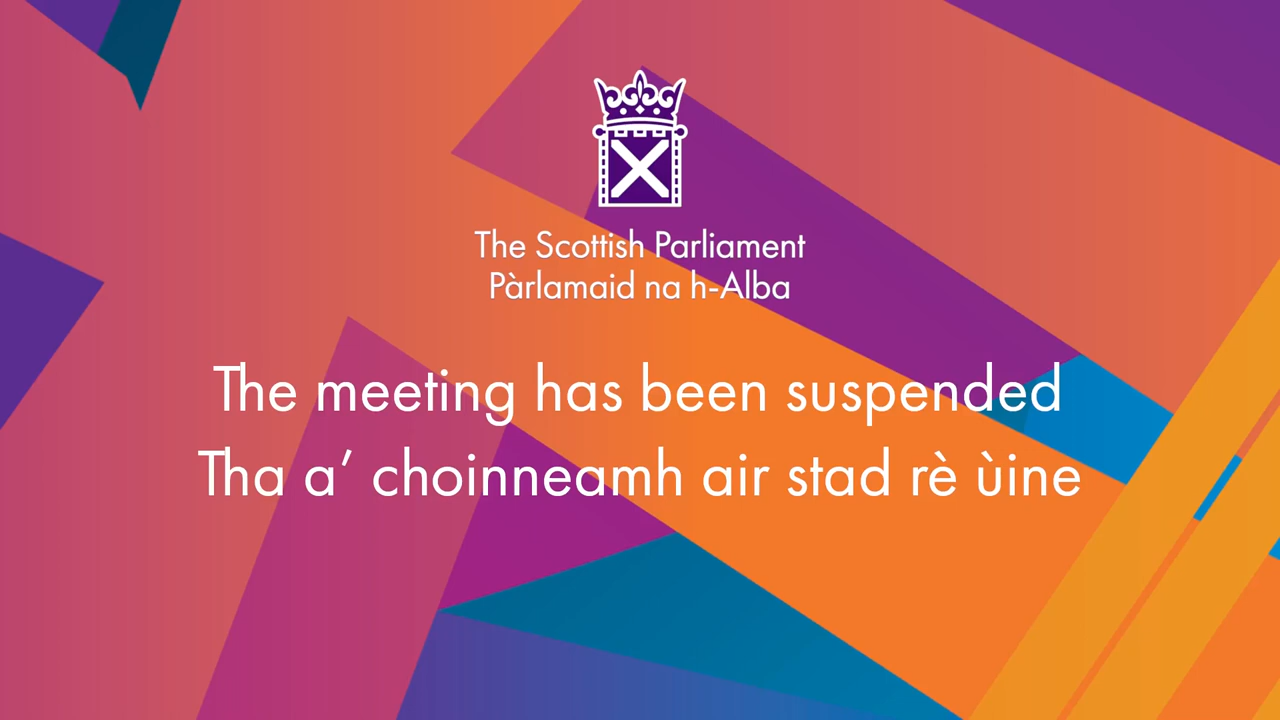 The Scottish Parliament
Pàrlamaid na h-Alba
The meeting has been suspended
Tha a’ choinneamh air stad rè ùine